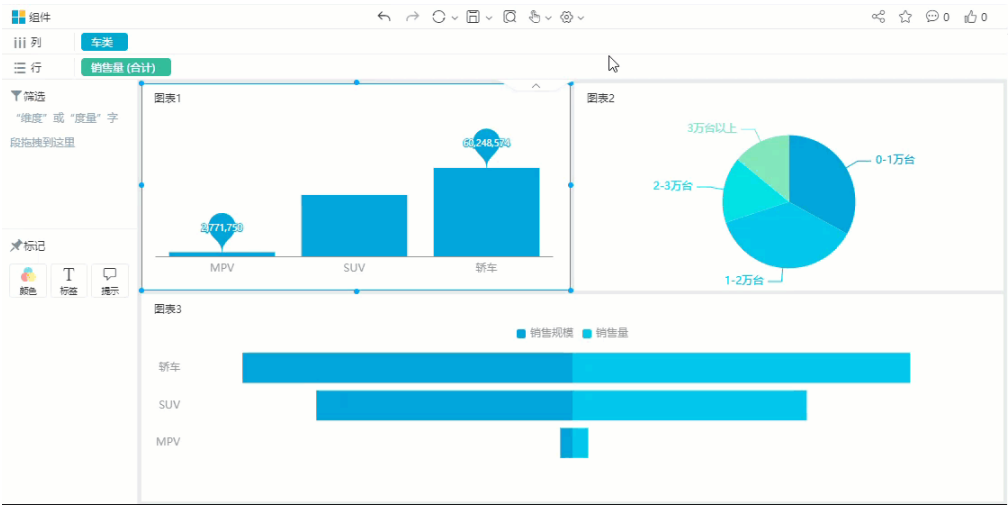 组件
0
0
列
车类
行
销售量 (合计)
筛选
“维度”或“度量”字
段拖拽到这里
标记
颜色
标签
提示
图表1
2,771,750
60,248,574
MPV
SUV
轿车
图表2
3万台以上
0-1万台
2-3万台
1-2万台
图表3
销售规模
销售量
轿车
SUV
MPV